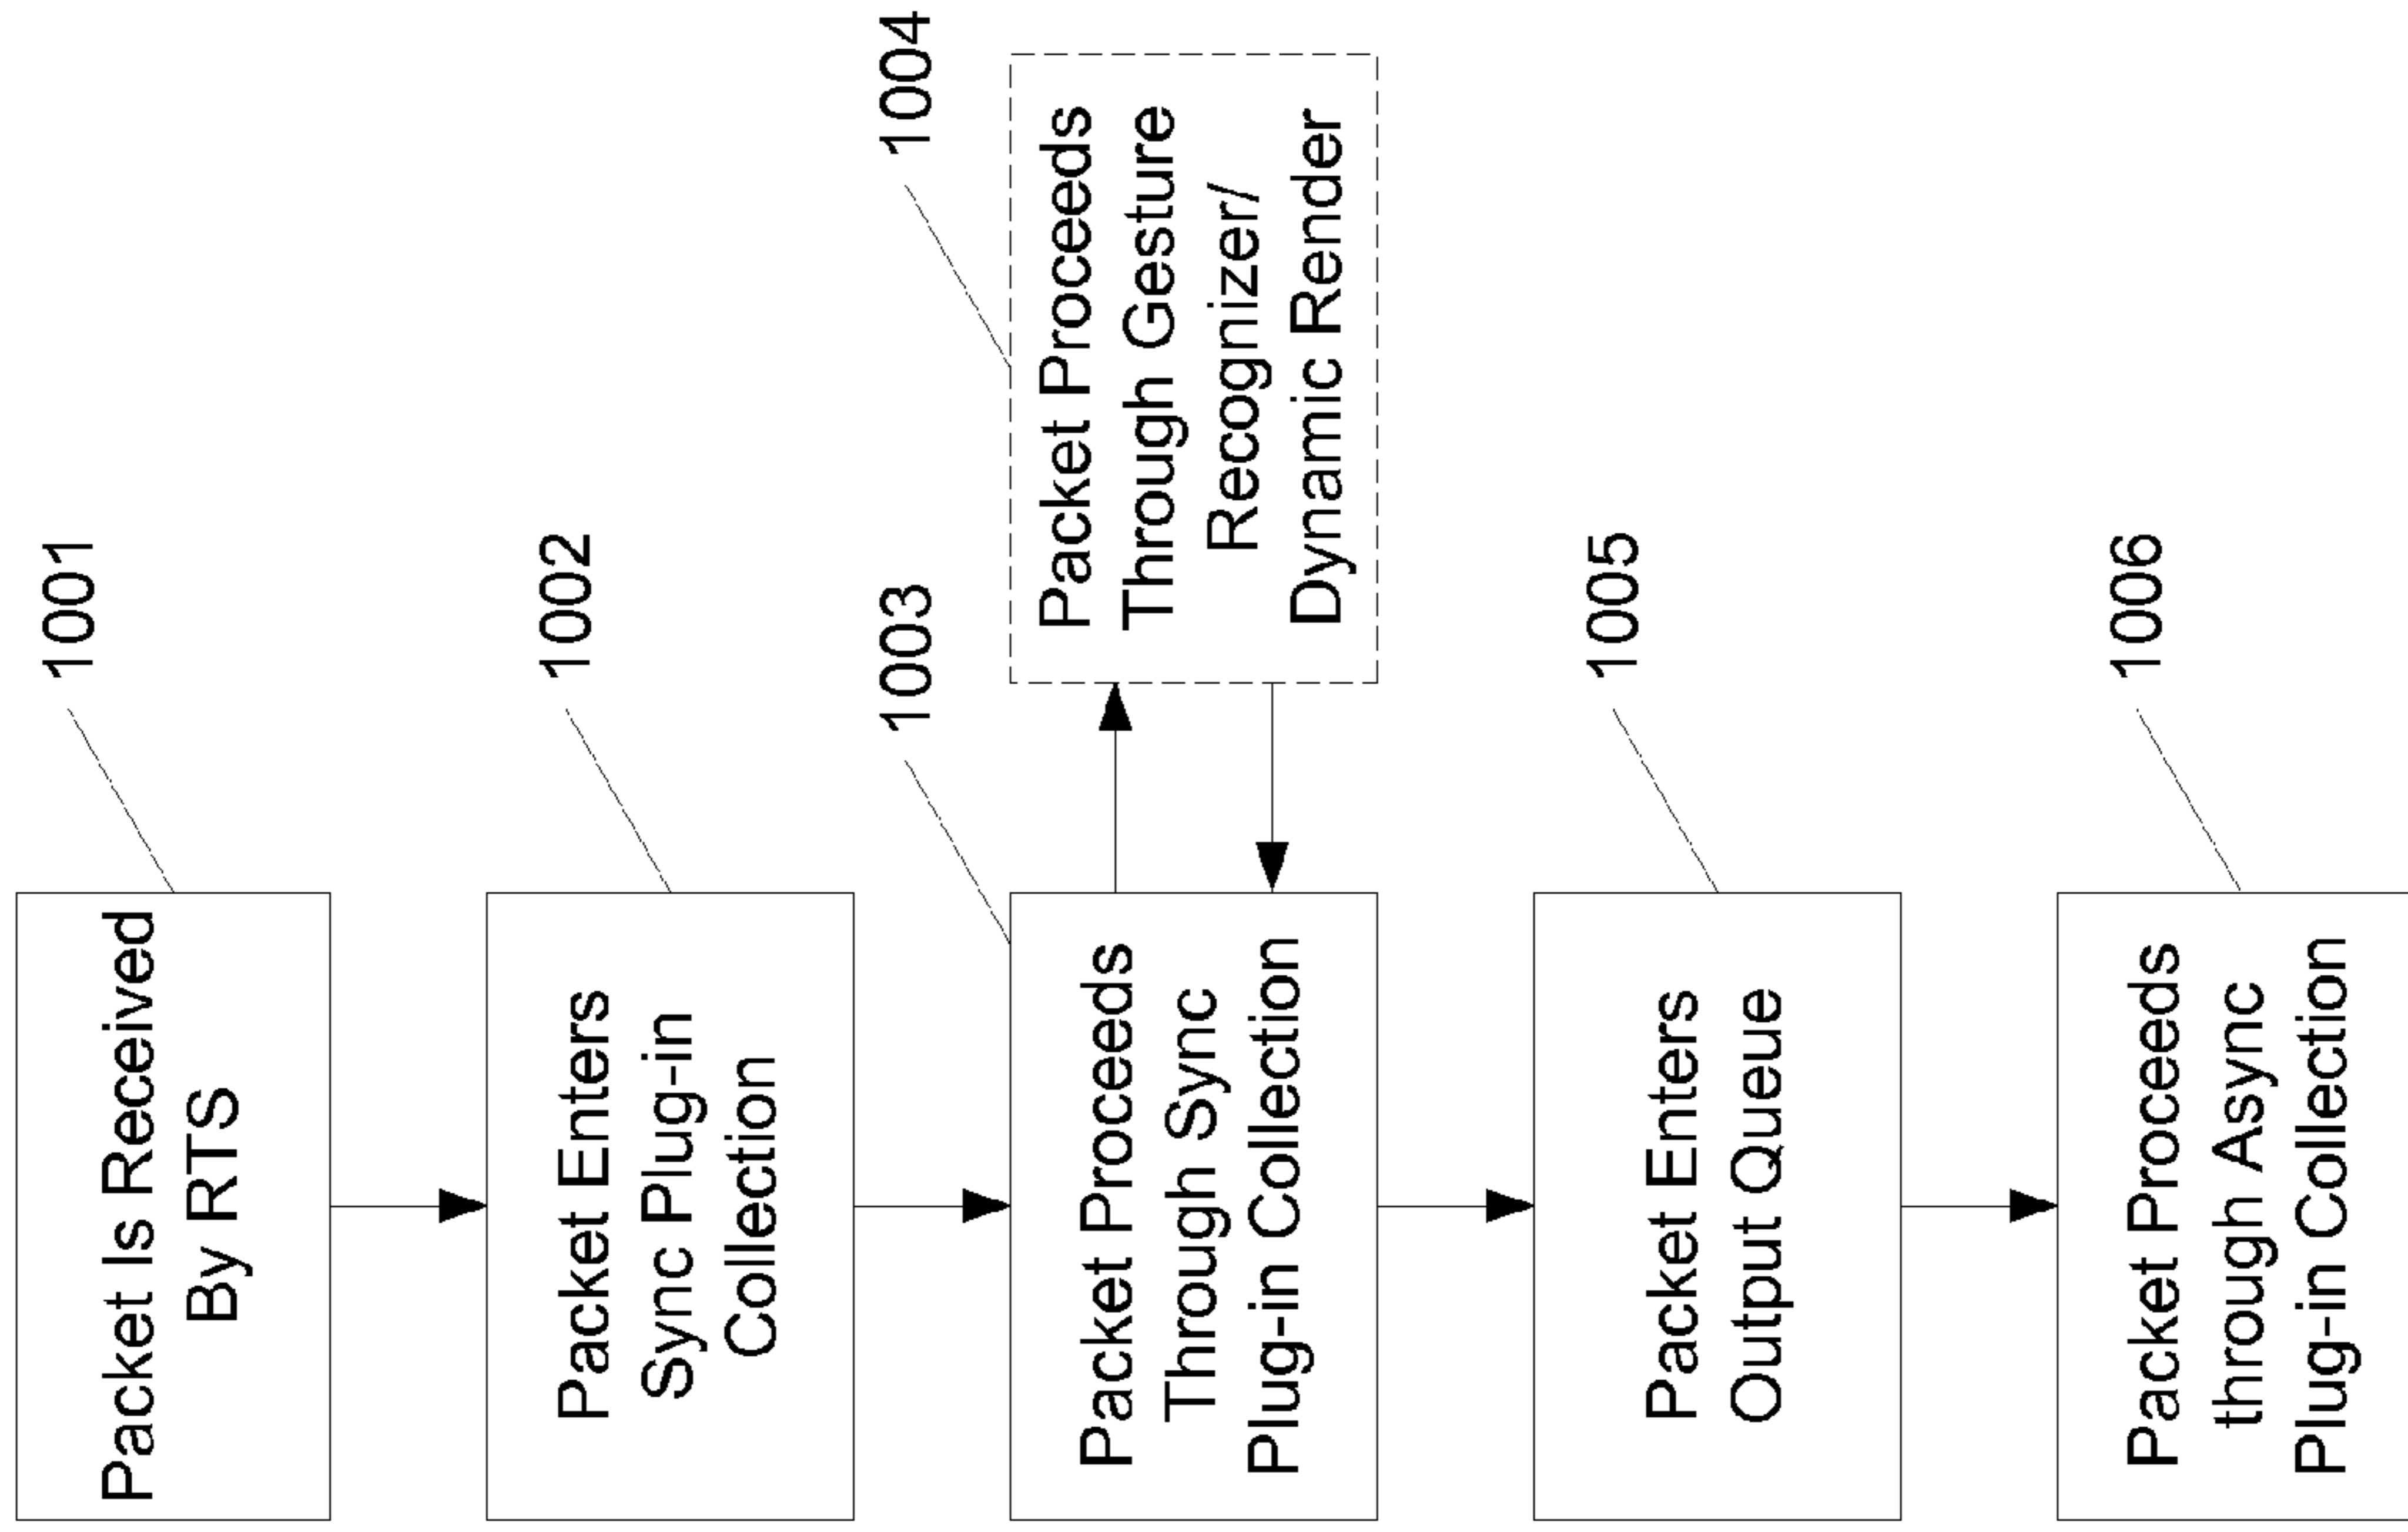 1001
Packet Is Received
By RTS
1002
Packet Enters
Sync Plug-in
Collection
1003
Packet Proceeds
Through Sync
Plug-in Collection
1004
Packet Proceeds
Through Gesture
Recognizer/
Dynamic Render
1005
Packet Enters
Output Queue
1006
Packet Proceeds
through Async
Plug-in Collection